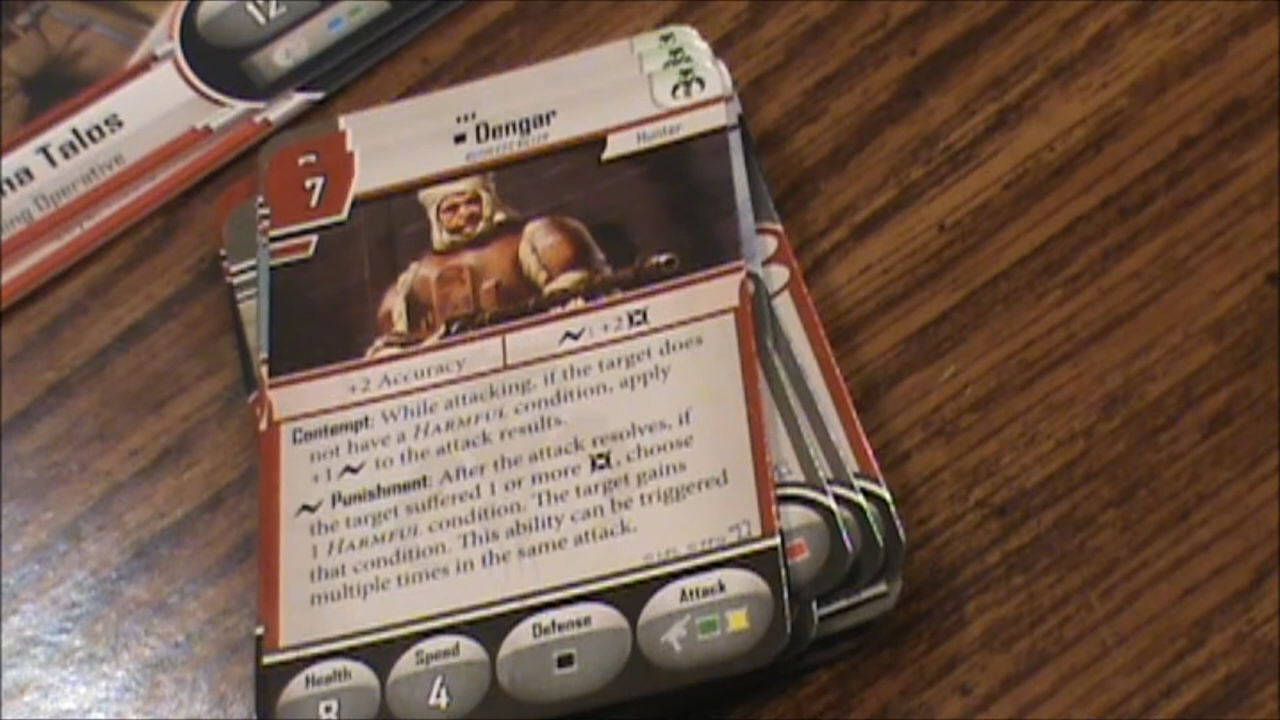 12
na Talos
ing Operative
Dengar
Hunter
7
+2 Accuracy
: +2
Contempt: While attacking, if the target does
not have a HARMFUL condition, apply
+1 to the attack results.
Punishment: After the attack resolves, if
the target suffered 1 or more , choose
1 HARMFUL condition. The target gains
that condition. This ability can be triggered
multiple times in the same attack.
Health
Speed
4
Defense
Attack